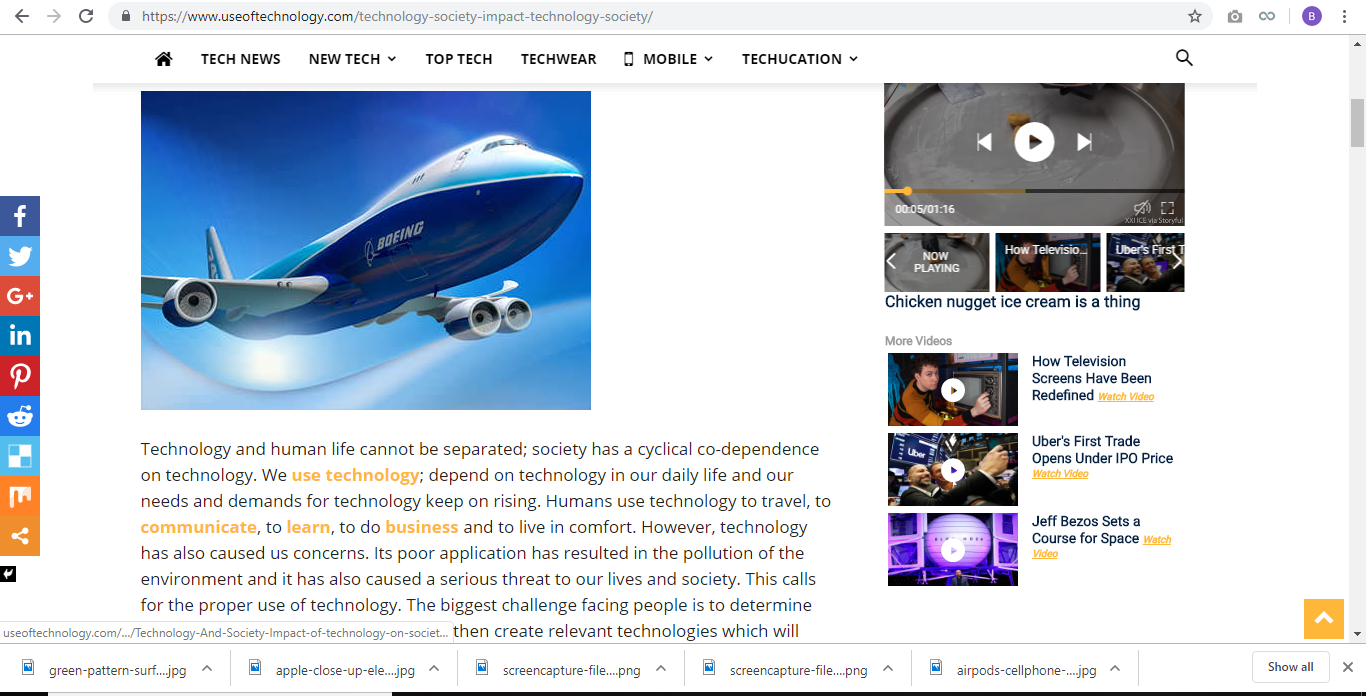 https://www.useoftechnology.com/technology-society-impact-technology-society/
B
TECH NEWS
NEW TECH
TOP TECH
TECHWEAR
MOBILE
TECHUCATION
BOEING
00:05/01:16
XXI ICE via Storyful
NOW
PLAYING
How Televisio...
Uber's First T
Chicken nugget ice cream is a thing
More Videos
How Television
Screens Have Been
Redefined Watch Video
Uber
Uber's First Trade
Opens Under IPO Price
Watch Video
Jeff Bezos Sets a
Course for Space Watch
Video
f
G+
in
Technology and human life cannot be separated; society has a cyclical co-dependence
on technology. We use technology; depend on technology in our daily life and our
needs and demands for technology keep on rising. Humans use technology to travel, to
communicate, to learn, to do business and to live in comfort. However, technology
has also caused us concerns. Its poor application has resulted in the pollution of the
environment and it has also caused a serious threat to our lives and society. This calls
for the proper use of technology. The biggest challenge facing people is to determine
then create relevant technologies which will
useoftechnology.com/.../Technology-And-Society-Impact-of-technology-on-societ...
green-pattern-surf....jpg
apple-close-up-ele....jpg
screencapture-file....png
screencapture-file....png
airpods-cellphone-....jpg
Show all